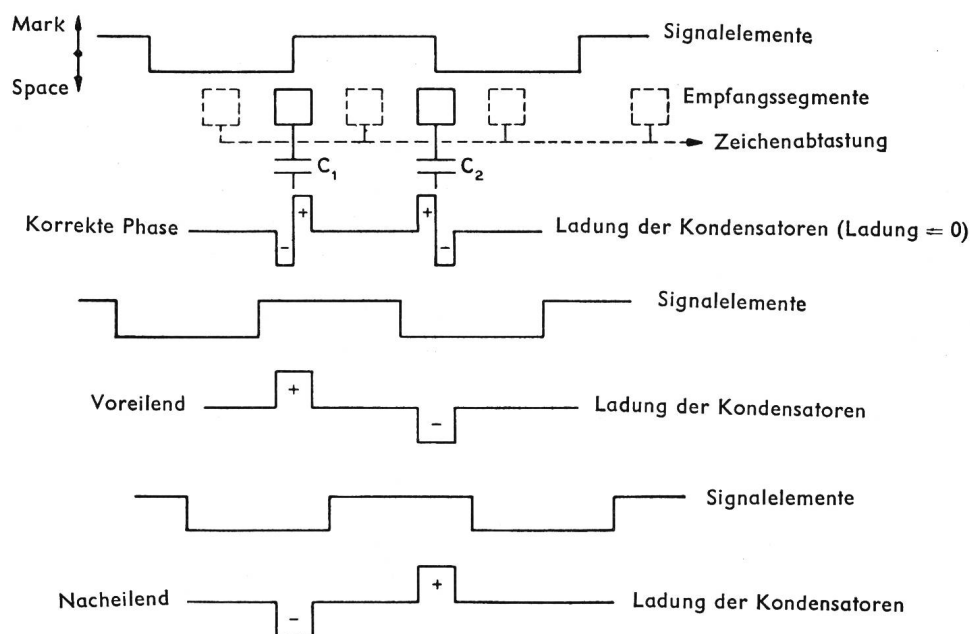 Mark
Signalelemente
Space
Empfangssegmente
Zeichenabtastung
C₁
C₂
+
+
Korrekte Phase
Ladung der Kondensatoren (Ladung = 0)
−
−
Signalelemente
+
Voreilend
Ladung der Kondensatoren
−
Signalelemente
+
Nacheilend
Ladung der Kondensatoren
−